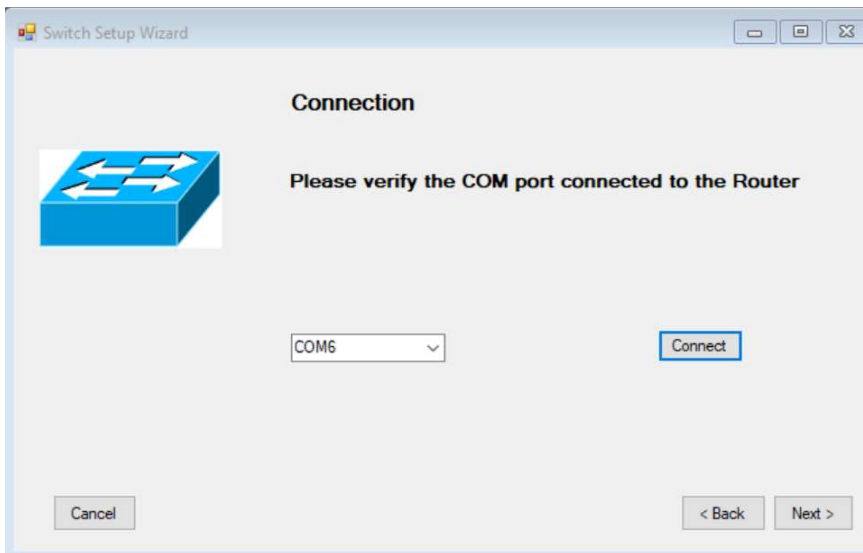 Switch Setup Wizard
Connection
Please verify the COM port connected to the Router
COM6
Connect
Cancel
< Back
Next >